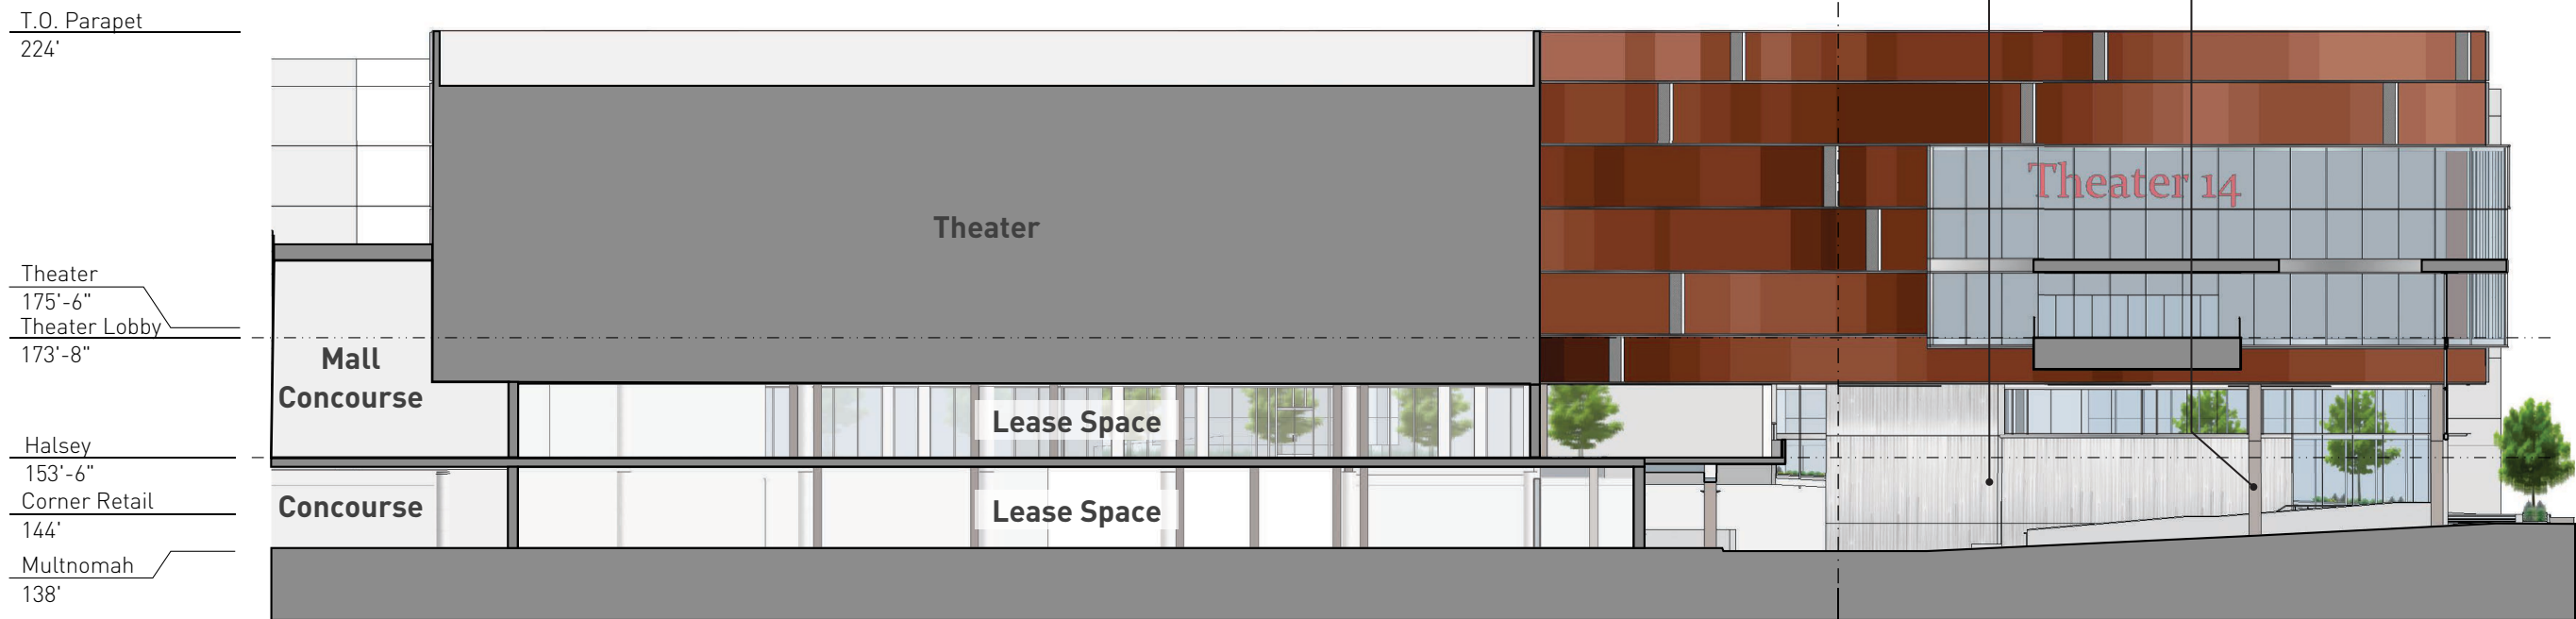 T.O. Parapet
224'
Theater
175'-6"
Theater Lobby
173'-8"
Halsey
153'-6"
Corner Retail
144'
Multnomah
138'
Theater
Theater 14
Mall
Concourse
Lease Space
Concourse
Lease Space